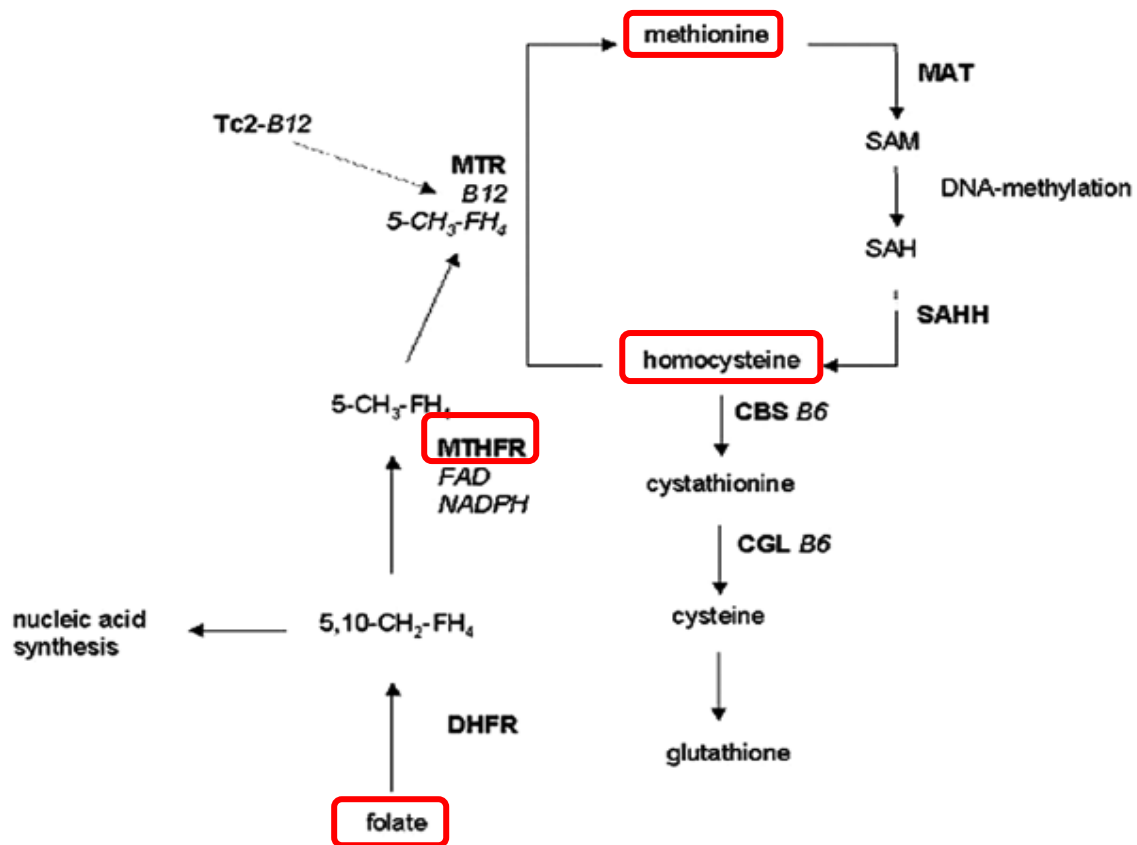 methionine
MAT
Tc2-B12
SAM
MTR
B12
5-CH₃-FH₄
DNA-methylation
SAH
SAHH
homocysteine
5-CH₃-FH₄
CBS B6
MTHFR
FAD
NADPH
cystathionine
CGL B6
nucleic acid
synthesis
5,10-CH₂-FH₄
cysteine
DHFR
glutathione
folate